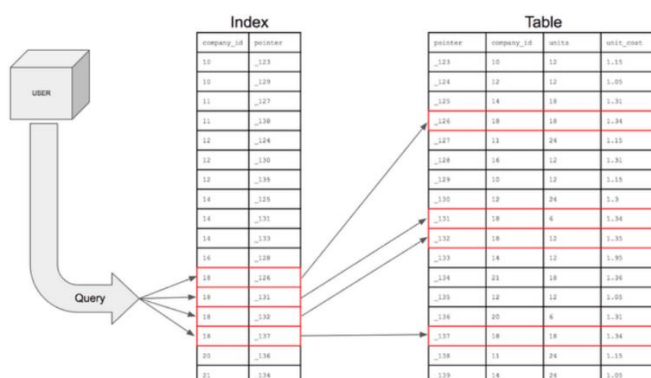 Index
company_id pointer
10 _123
10 _129
11 _127
11 _138
12 _124
12 _130
12 _135
14 _125
14 _131
14 _133
16 _128
18 _126
18 _131
18 _132
18 _137
20 _136
21 _134
USER
Query
Table
pointer company_id units unit_cost
_123 10 12 1.15
_124 12 12 1.05
_125 14 18 1.31
_126 18 18 1.34
_127 11 24 1.15
_128 16 12 1.31
_129 10 12 1.15
_130 12 24 1.3
_131 18 6 1.34
_132 18 12 1.35
_133 14 12 1.95
_134 21 18 1.36
_135 12 12 1.05
_136 20 6 1.31
_137 18 18 1.34
_138 11 24 1.15
_139 14 24 1.05